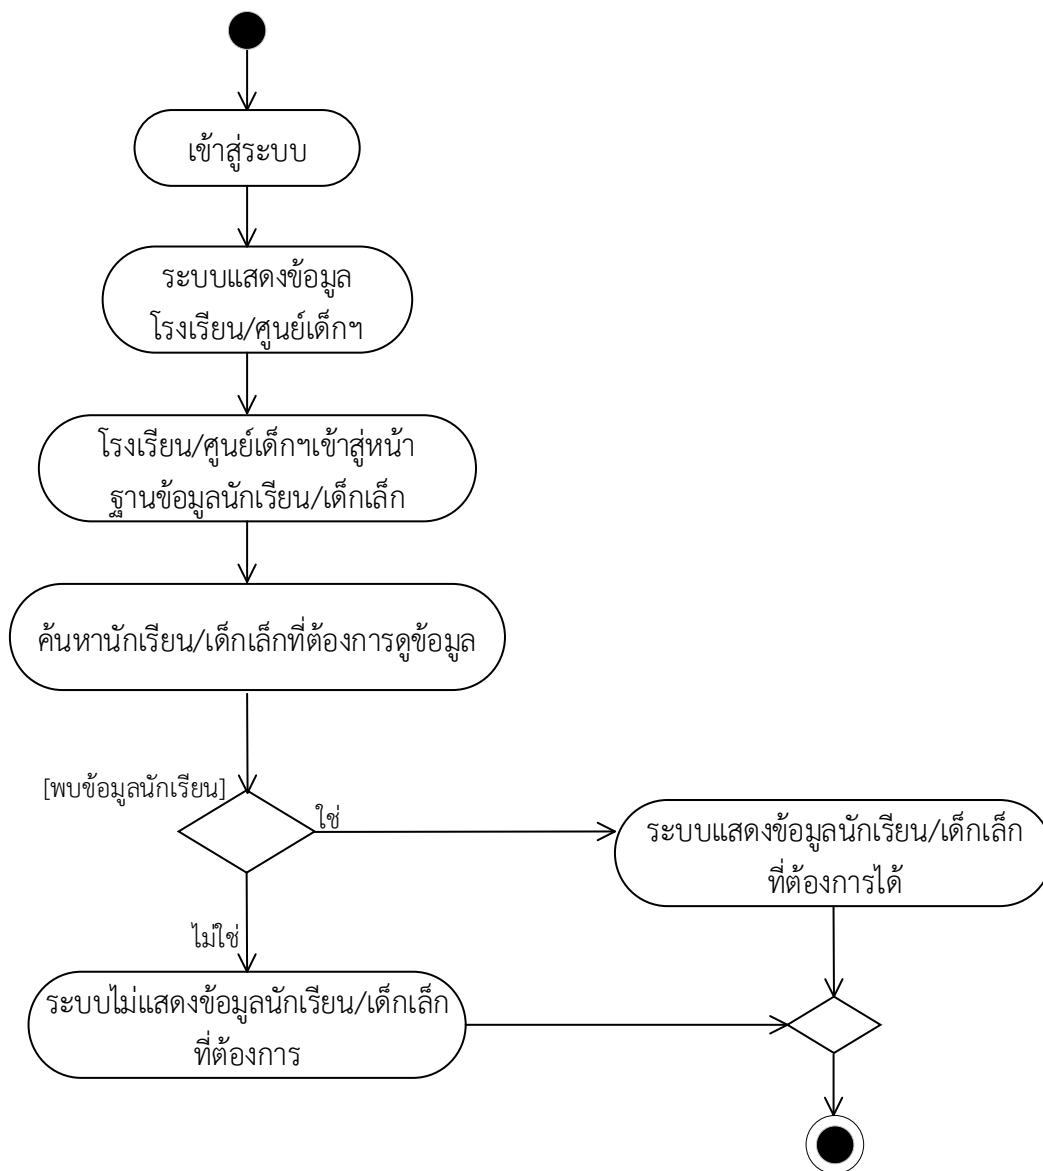 เข้าสู่ระบบ
ระบบแสดงข้อมูล
โรงเรียน/ศูนย์เด็กฯ
โรงเรียน/ศูนย์เด็กฯเข้าสู่หน้า
ฐานข้อมูลนักเรียน/เด็กเล็ก
ค้นหานักเรียน/เด็กเล็กที่ต้องการดูข้อมูล
[พบข้อมูลนักเรียน]
ใช่
ระบบแสดงข้อมูลนักเรียน/เด็กเล็ก
ที่ต้องการได้
ไม่ใช่
ระบบไม่แสดงข้อมูลนักเรียน/เด็กเล็ก
ที่ต้องการ